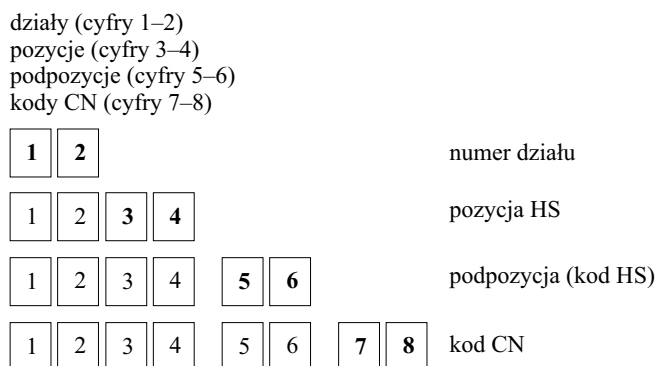 działy (cyfry 1–2)
pozycje (cyfry 3–4)
podpozycje (cyfry 5–6)
kody CN (cyfry 7–8)
1 2 numer działu
1 2 3 4 pozycja HS
1 2 3 4 5 6 podpozycja (kod HS)
1 2 3 4 5 6 7 8 kod CN